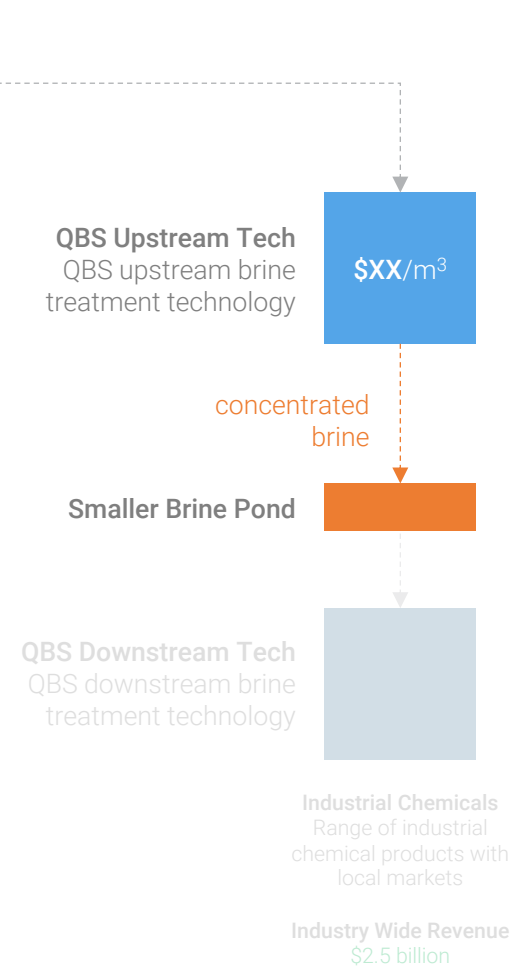 QBS Upstream Tech
QBS upstream brine
treatment technology
$XX/m³
concentrated
brine
Smaller Brine Pond
QBS Downstream Tech
QBS downstream brine
treatment technology
Industrial Chemicals
Range of industrial
chemical products with
local markets
Industry Wide Revenue
$2.5 billion